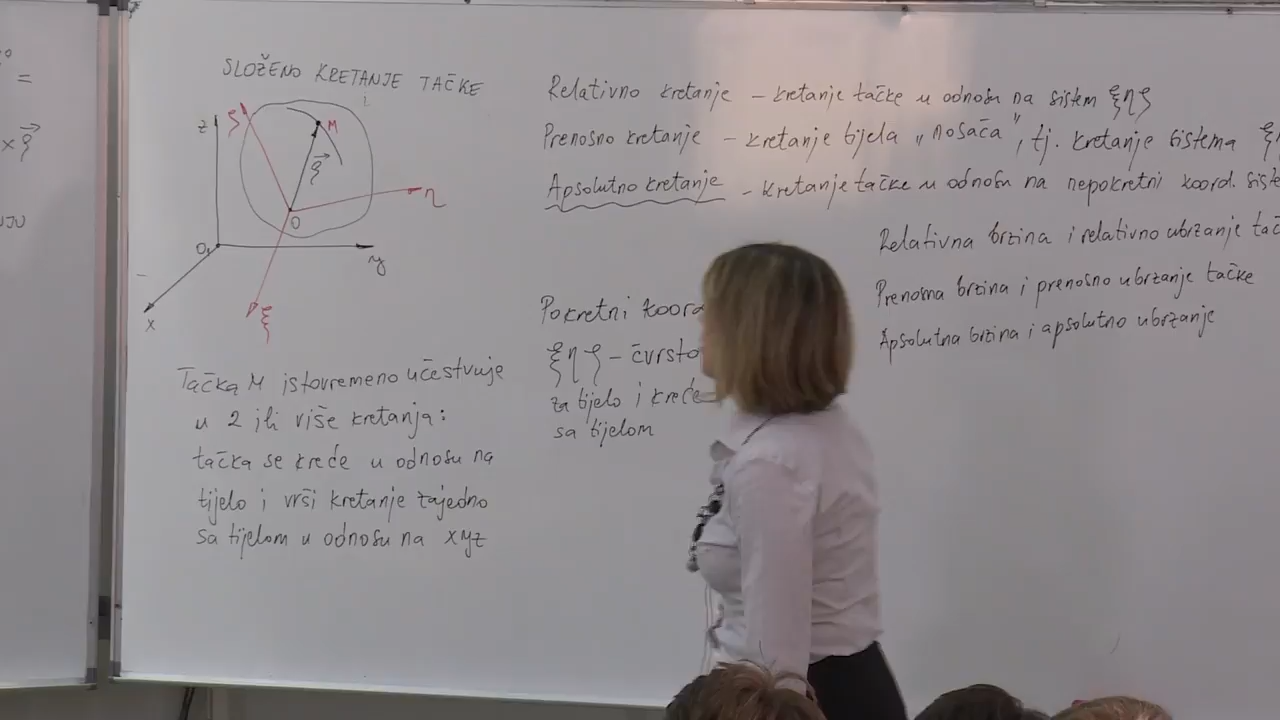 =
× ρ⃗
SLOŽENO KRETANJE TAČKE
z
ζ
M
ρ⃗
η
O
O₁
y
x
ξ
Tačka M istovremeno učestvuje
u 2 ili više kretanja:
tačka se kreće u odnosu na
tijelo i vrši kretanje zajedno
sa tijelom u odnosu na xyz
Relativno kretanje – kretanje tačke u odnosu na sistem ξηζ
Prenosno kretanje – kretanje tijela „nosača", tj. kretanje sistema ξ
Apsolutno kretanje – kretanje tačke u odnosu na nepokretni koord. siste
Pokretni koord
ξηζ – čvrsto
za tijelo i kreće
sa tijelom
Relativna brzina i relativno ubrzanje tač
Prenosna brzina i prenosno ubrzanje tačke
Apsolutna brzina i apsolutno ubrzanje